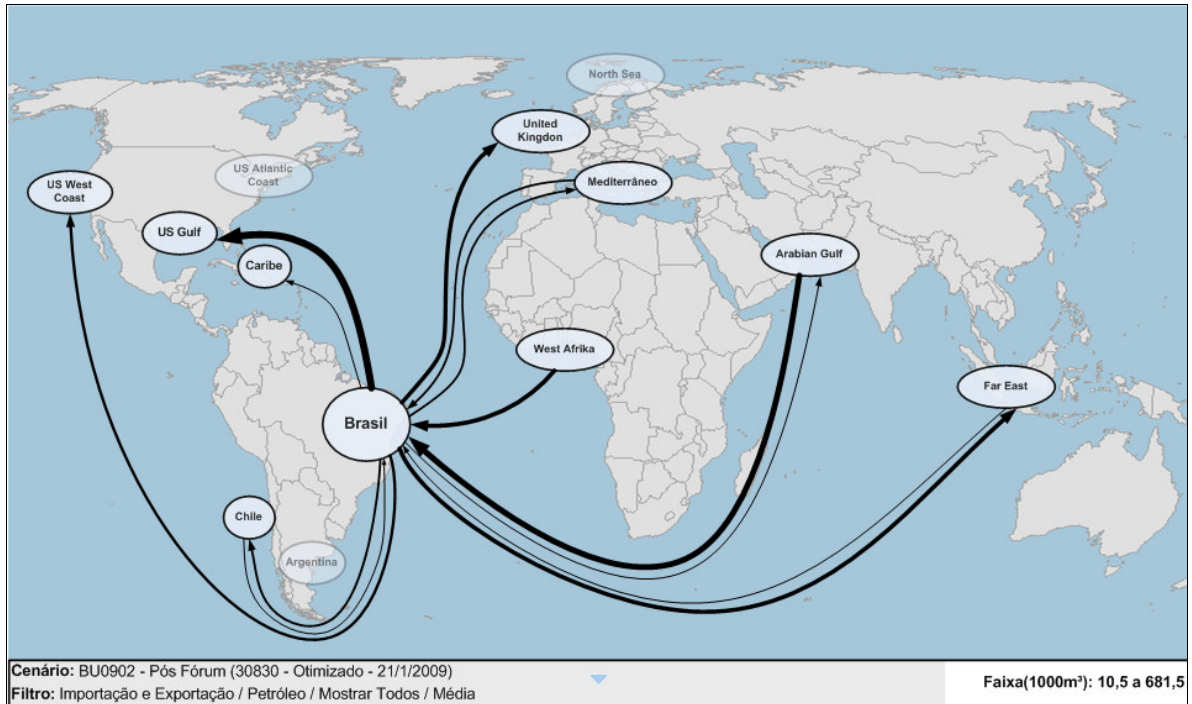 North Sea
United
Kingdon
US Atlantic
Coast
US West
Coast
Mediterrâneo
US Gulf
Caribe
Arabian Gulf
West Afrika
Far East
Brasil
Chile
Argentina
Cenário: BU0902 - Pós Fórum (30830 - Otimizado - 21/1/2009)
Filtro: Importação e Exportação / Petróleo / Mostrar Todos / Média
Faixa(1000m³): 10,5 a 681,5